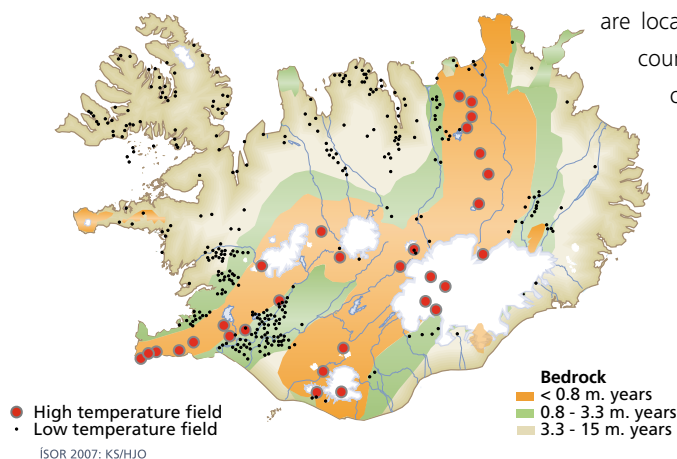 are loca
coun
c
High temperature field
Low temperature field
ÍSOR 2007: KS/HJO
Bedrock
< 0.8 m. years
0.8 - 3.3 m. years
3.3 - 15 m. years